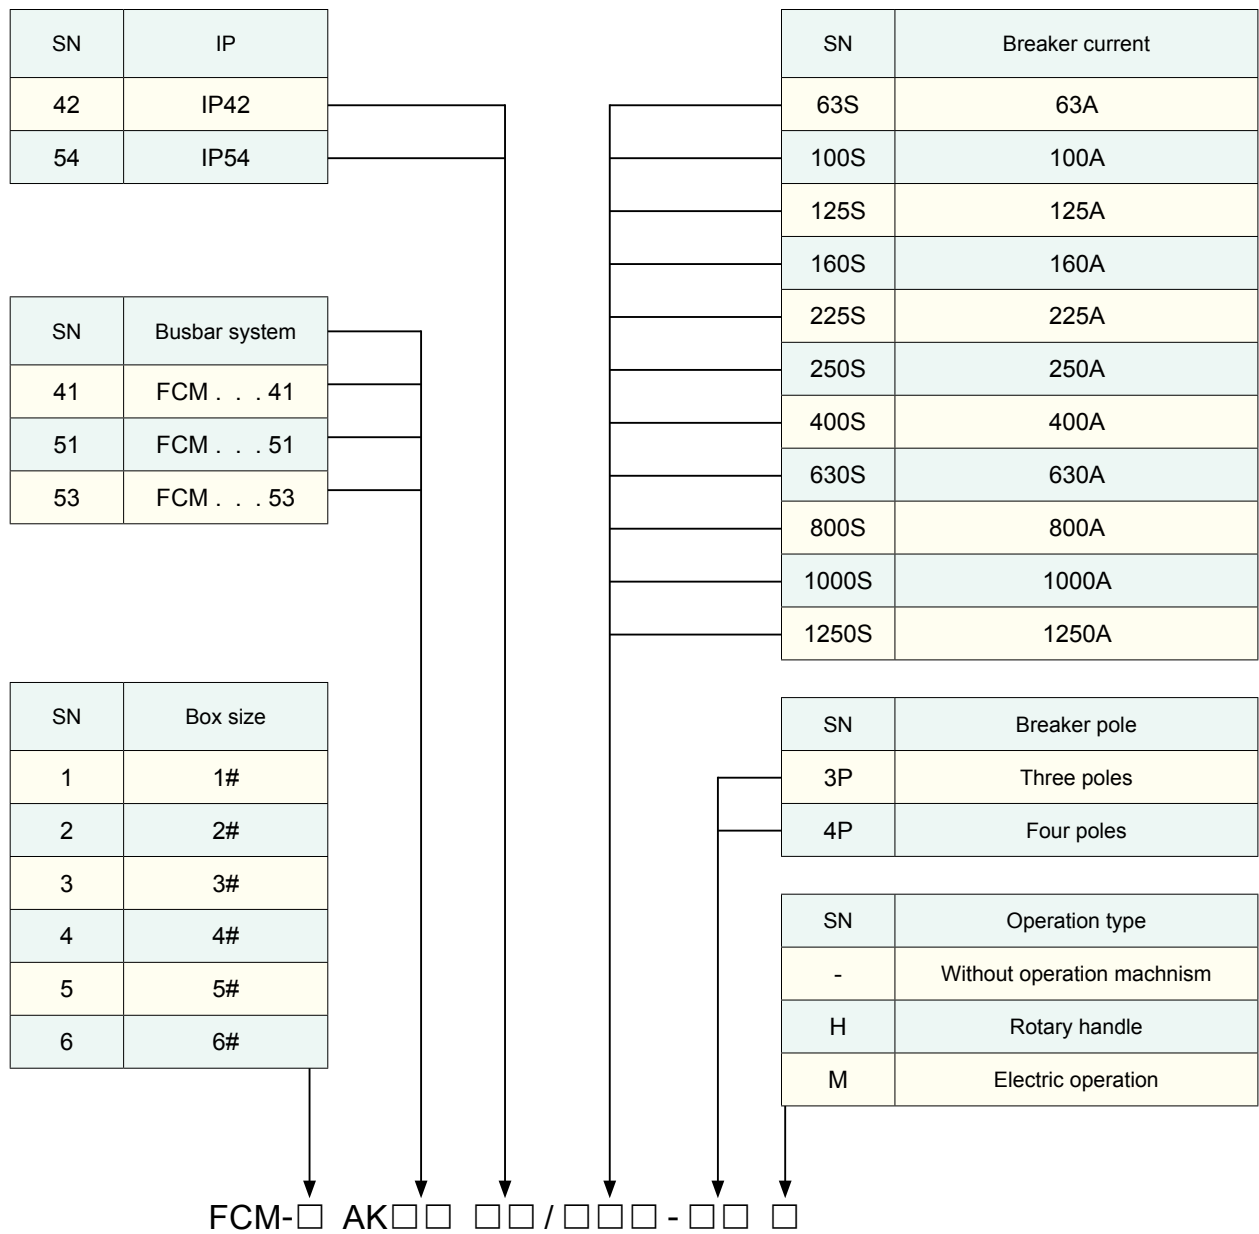 SN IP
42 IP42
54 IP54
SN Busbar system
41 FCM . . . 41
51 FCM . . . 51
53 FCM . . . 53
SN Box size
1 1#
2 2#
3 3#
4 4#
5 5#
6 6#
SN Breaker current
63S 63A
100S 100A
125S 125A
160S 160A
225S 225A
250S 250A
400S 400A
630S 630A
800S 800A
1000S 1000A
1250S 1250A
SN Breaker pole
3P Three poles
4P Four poles
SN Operation type
- Without operation machnism
H Rotary handle
M Electric operation
FCM-□ AK□□ □□/□□□-□□ □